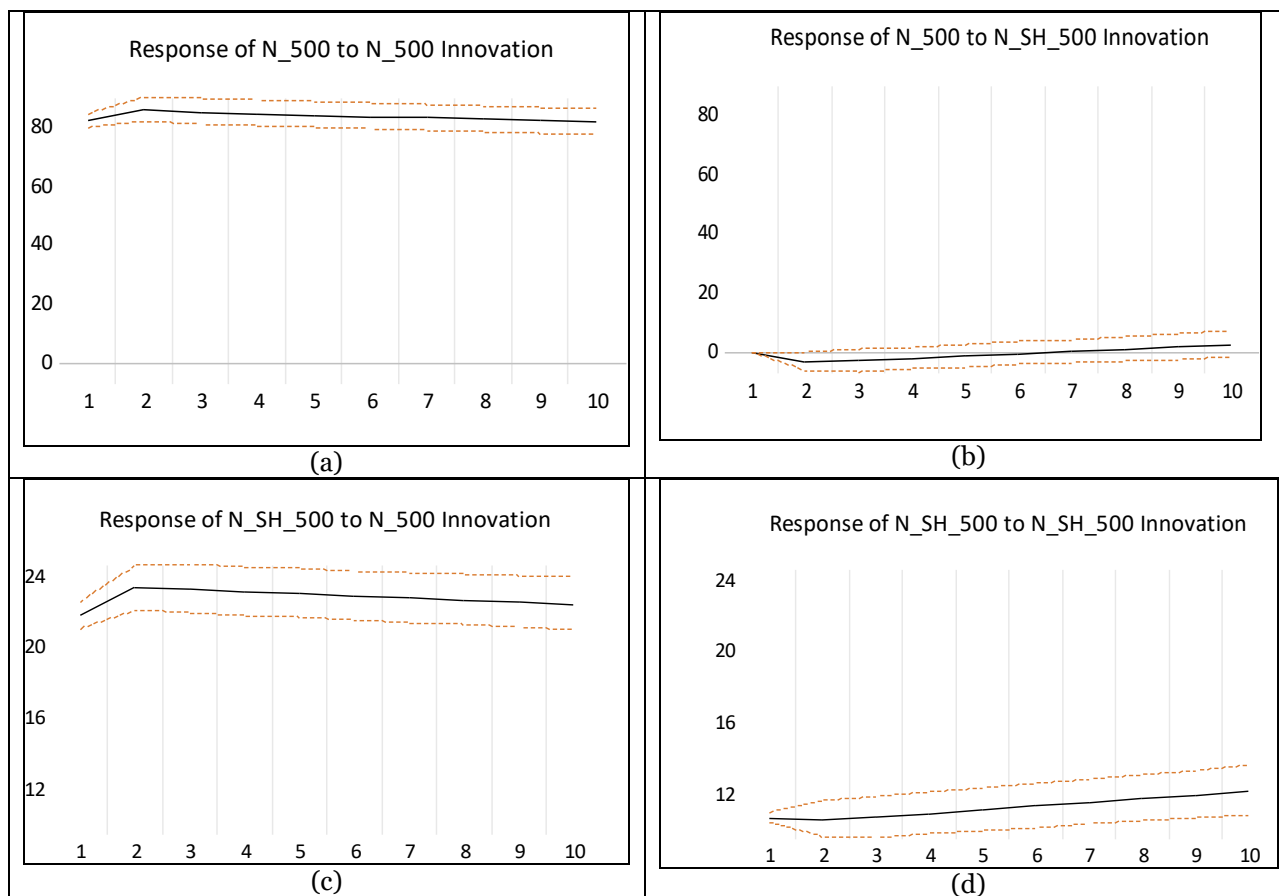 Response of N_500 to N_500 Innovation
80
60
40
20
0
1 2 3 4 5 6 7 8 9 10
(a)
Response of N_500 to N_SH_500 Innovation
80
60
40
20
0
1 2 3 4 5 6 7 8 9 10
(b)
Response of N_SH_500 to N_500 Innovation
24
20
16
12
1 2 3 4 5 6 7 8 9 10
(c)
Response of N_SH_500 to N_SH_500 Innovation
24
20
16
12
1 2 3 4 5 6 7 8 9 10
(d)